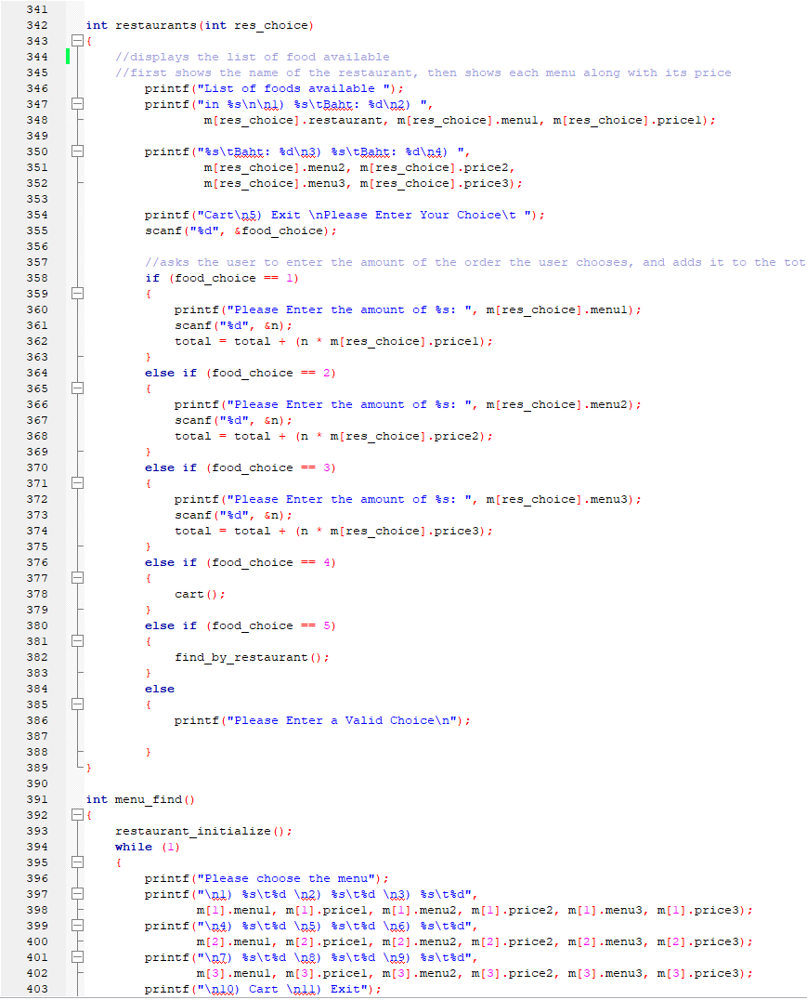 341
342 int restaurants(int res_choice)
343 {
344 //displays the list of food available
345 //first shows the name of the restaurant, then shows each menu along with its price
346 printf("List of foods available ");
347 printf("in %s\n\n1) %s\tBaht: %d\n2) ",
348 m[res_choice].restaurant, m[res_choice].menu1, m[res_choice].price1);
349
350 printf("%s\tBaht: %d\n3) %s\tBaht: %d\n4) ",
351 m[res_choice].menu2, m[res_choice].price2,
352 m[res_choice].menu3, m[res_choice].price3);
353
354 printf("Cart\n5) Exit \nPlease Enter Your Choice\t ");
355 scanf("%d", &food_choice);
356
357 //asks the user to enter the amount of the order the user chooses, and adds it to the tot
358 if (food_choice == 1)
359 {
360 printf("Please Enter the amount of %s: ", m[res_choice].menu1);
361 scanf("%d", &n);
362 total = total + (n * m[res_choice].price1);
363 }
364 else if (food_choice == 2)
365 {
366 printf("Please Enter the amount of %s: ", m[res_choice].menu2);
367 scanf("%d", &n);
368 total = total + (n * m[res_choice].price2);
369 }
370 else if (food_choice == 3)
371 {
372 printf("Please Enter the amount of %s: ", m[res_choice].menu3);
373 scanf("%d", &n);
374 total = total + (n * m[res_choice].price3);
375 }
376 else if (food_choice == 4)
377 {
378 cart();
379 }
380 else if (food_choice == 5)
381 {
382 find_by_restaurant();
383 }
384 else
385 {
386 printf("Please Enter a Valid Choice\n");
387
388 }
389 }
390
391 int menu_find()
392 {
393 restaurant_initialize();
394 while (1)
395 {
396 printf("Please choose the menu");
397 printf("\n1) %s\t%d \n2) %s\t%d \n3) %s\t%d",
398 m[1].menu1, m[1].price1, m[1].menu2, m[1].price2, m[1].menu3, m[1].price3);
399 printf("\n4) %s\t%d \n5) %s\t%d \n6) %s\t%d",
400 m[2].menu1, m[2].price1, m[2].menu2, m[2].price2, m[2].menu3, m[2].price3);
401 printf("\n7) %s\t%d \n8) %s\t%d \n9) %s\t%d",
402 m[3].menu1, m[3].price1, m[3].menu2, m[3].price2, m[3].menu3, m[3].price3);
403 printf("\n10) Cart \n11) Exit");